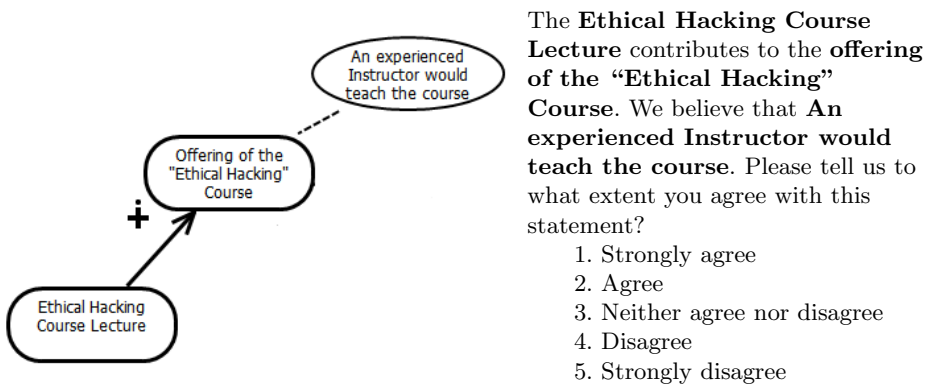 An experienced
Instructor would
teach the course
Offering of the
"Ethical Hacking"
Course
+
Ethical Hacking
Course Lecture
The Ethical Hacking Course
Lecture contributes to the offering
of the “Ethical Hacking”
Course. We believe that An
experienced Instructor would
teach the course. Please tell us to
what extent you agree with this
statement?
1. Strongly agree
2. Agree
3. Neither agree nor disagree
4. Disagree
5. Strongly disagree